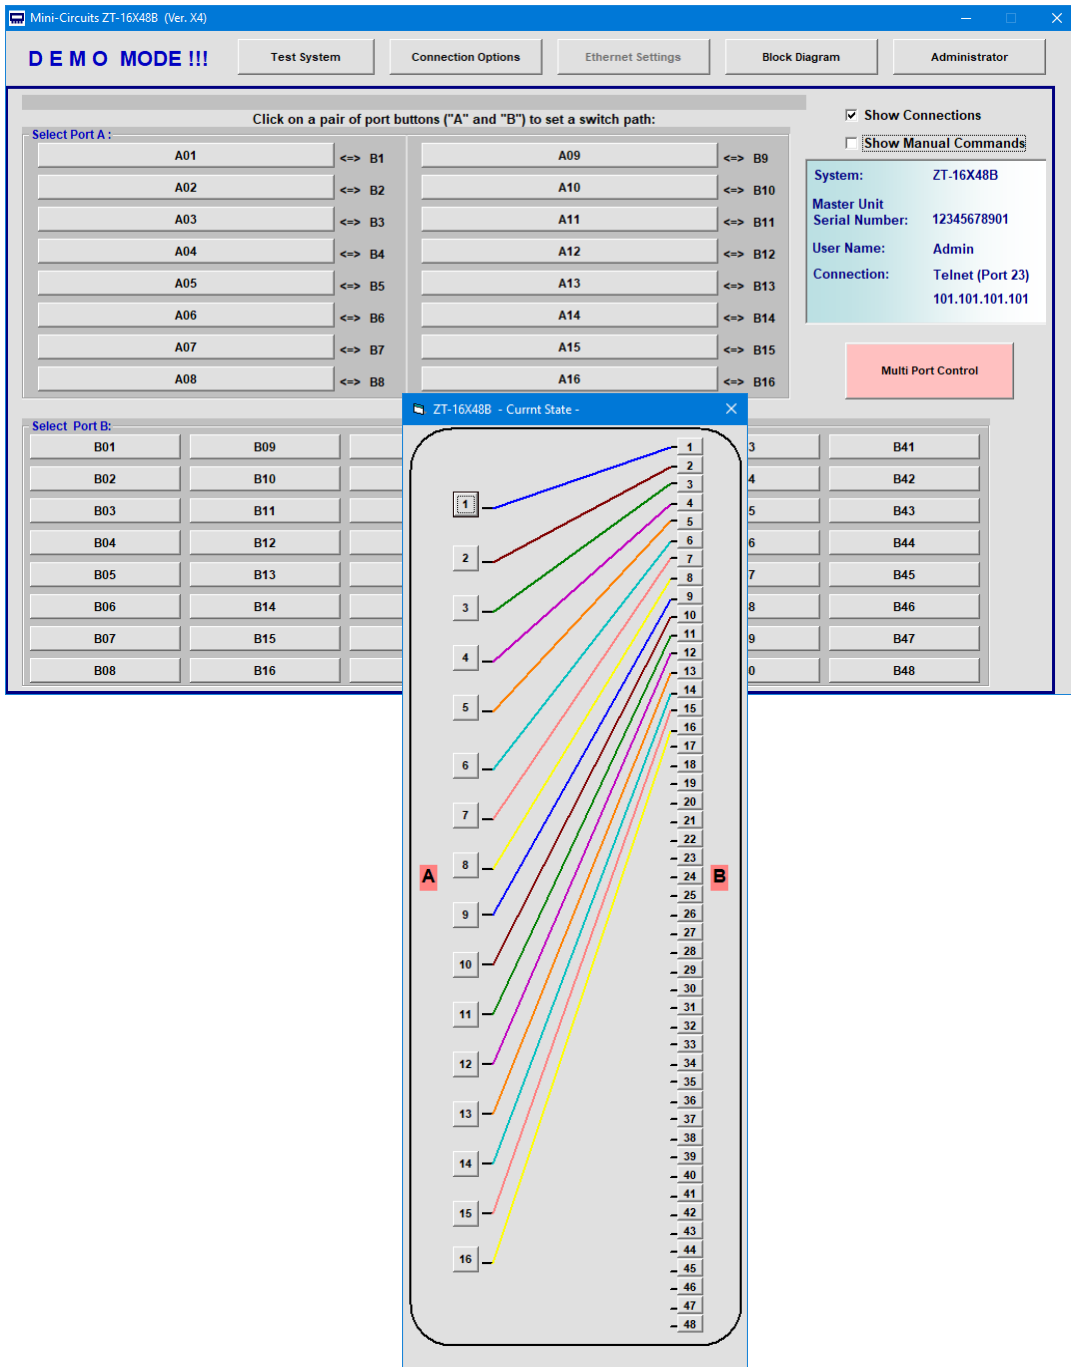 Mini-Circuits ZT-16X48B (Ver. X4)
D E M O MODE !!!
Test System
Connection Options
Ethernet Settings
Block Diagram
Administrator
Click on a pair of port buttons ("A" and "B") to set a switch path:
Show Connections
Show Manual Commands
Select Port A :
A01 <=> B1
A02 <=> B2
A03 <=> B3
A04 <=> B4
A05 <=> B5
A06 <=> B6
A07 <=> B7
A08 <=> B8
A09 <=> B9
A10 <=> B10
A11 <=> B11
A12 <=> B12
A13 <=> B13
A14 <=> B14
A15 <=> B15
A16 <=> B16
System: ZT-16X48B
Master Unit
Serial Number: 12345678901
User Name: Admin
Connection: Telnet (Port 23)
101.101.101.101
Multi Port Control
Select Port B:
B01
B02
B03
B04
B05
B06
B07
B08
B09
B10
B11
B12
B13
B14
B15
B16
3
4
5
6
7
8
9
0
B41
B42
B43
B44
B45
B46
B47
B48
ZT-16X48B - Currnt State -
A
1
2
3
4
5
6
7
8
9
10
11
12
13
14
15
16
B
1
2
3
4
5
6
7
8
9
10
11
12
13
14
15
16
17
18
19
20
21
22
23
24
25
26
27
28
29
30
31
32
33
34
35
36
37
38
39
40
41
42
43
44
45
46
47
48